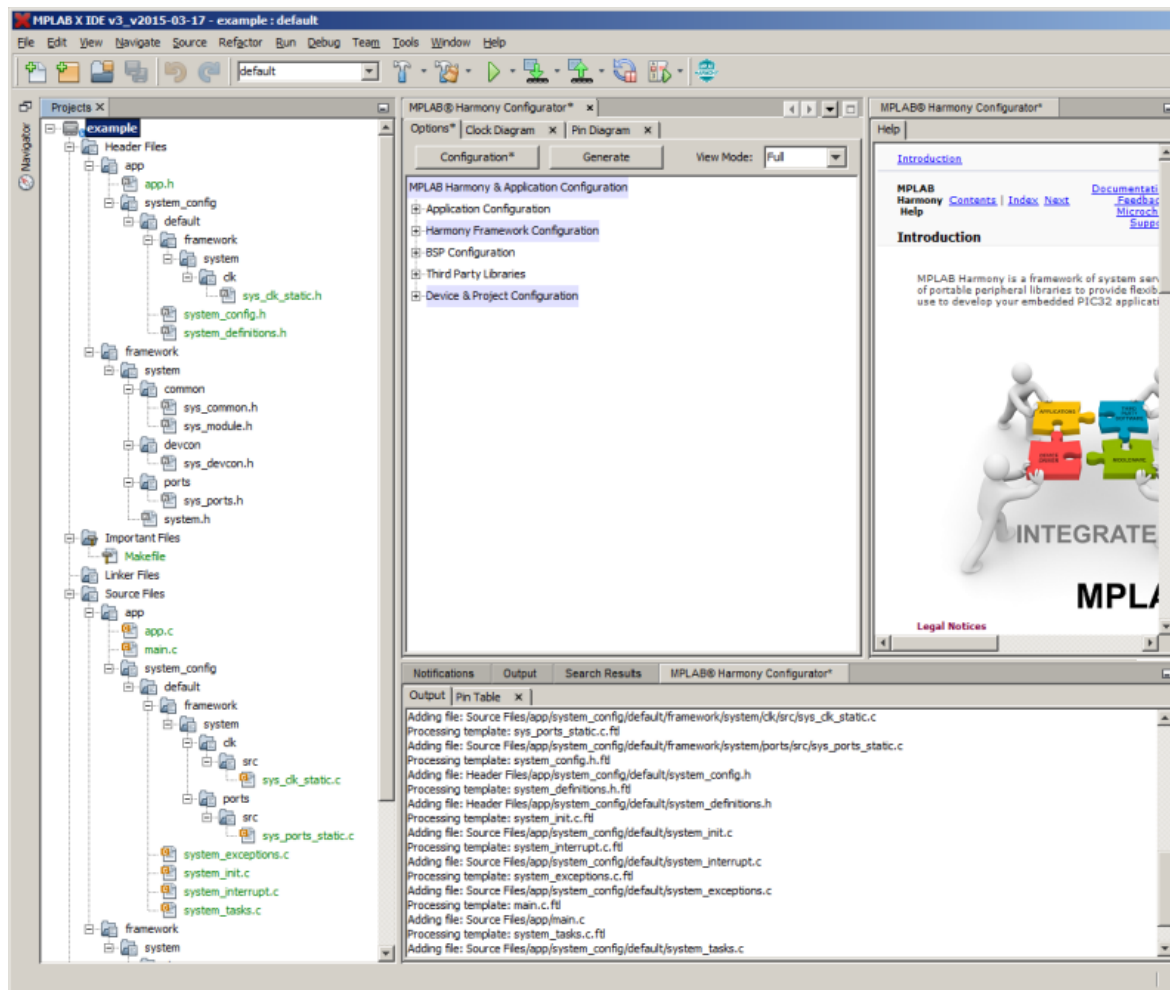 MPLAB X IDE v3_v2015-03-17 - example : default
File Edit View Navigate Source Refactor Run Debug Team Tools Window Help
default
Projects
Navigator
example
Header Files
app
app.h
system_config
default
framework
system
clk
sys_clk_static.h
system_config.h
system_definitions.h
framework
system
common
sys_common.h
sys_module.h
devcon
sys_devcon.h
ports
sys_ports.h
system.h
Important Files
Makefile
Linker Files
Source Files
app
app.c
main.c
system_config
default
framework
system
clk
src
sys_clk_static.c
ports
src
sys_ports_static.c
system_exceptions.c
system_init.c
system_interrupt.c
system_tasks.c
framework
system
MPLAB® Harmony Configurator*
Options* Clock Diagram Pin Diagram
Configuration* Generate View Mode: Full
MPLAB Harmony & Application Configuration
Application Configuration
Harmony Framework Configuration
BSP Configuration
Third Party Libraries
Device & Project Configuration
MPLAB® Harmony Configurator*
Help
Introduction
MPLAB Harmony Help
Contents | Index Next
Documentati
Feedbac
Microch
Suppo
Introduction
MPLAB Harmony is a framework of system serv
of portable peripheral libraries to provide flexib
use to develop your embedded PIC32 applicati
APPLICATIONS
THIRD PARTY SOFTWARE
DEVICE DRIVER
MIDDLEWARE
INTEGRATE
MPLA
Legal Notices
Notifications Output Search Results MPLAB® Harmony Configurator*
Output Pin Table
Adding file: Source Files/app/system_config/default/framework/system/clk/src/sys_clk_static.c
Processing template: sys_ports_static.c.ftl
Adding file: Source Files/app/system_config/default/framework/system/ports/src/sys_ports_static.c
Processing template: system_config.h.ftl
Adding file: Header Files/app/system_config/default/system_config.h
Processing template: system_definitions.h.ftl
Adding file: Header Files/app/system_config/default/system_definitions.h
Processing template: system_init.c.ftl
Adding file: Source Files/app/system_config/default/system_init.c
Processing template: system_interrupt.c.ftl
Adding file: Source Files/app/system_config/default/system_interrupt.c
Processing template: system_exceptions.c.ftl
Adding file: Source Files/app/system_config/default/system_exceptions.c
Processing template: main.c.ftl
Adding file: Source Files/app/main.c
Processing template: system_tasks.c.ftl
Adding file: Source Files/app/system_config/default/system_tasks.c